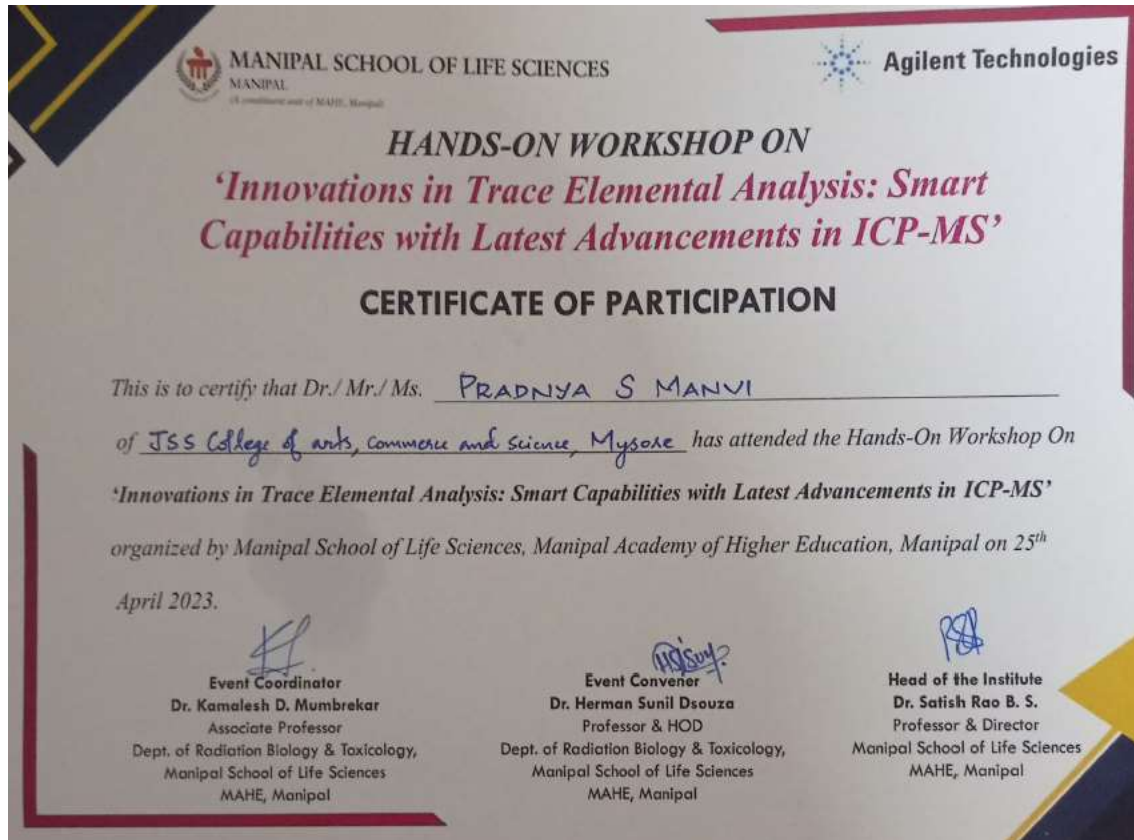 MANIPAL SCHOOL OF LIFE SCIENCES
MANIPAL
(A constituent unit of MAHE, Manipal)
Agilent Technologies
HANDS-ON WORKSHOP ON
‘Innovations in Trace Elemental Analysis: Smart
Capabilities with Latest Advancements in ICP-MS’
CERTIFICATE OF PARTICIPATION
This is to certify that Dr./ Mr./ Ms. PRADNYA S MANVI
of JSS College of arts, commerce and science, Mysore has attended the Hands-On Workshop On
‘Innovations in Trace Elemental Analysis: Smart Capabilities with Latest Advancements in ICP-MS’
organized by Manipal School of Life Sciences, Manipal Academy of Higher Education, Manipal on 25th
April 2023.
Event Coordinator
Dr. Kamalesh D. Mumbrekar
Associate Professor
Dept. of Radiation Biology & Toxicology,
Manipal School of Life Sciences
MAHE, Manipal
Event Convener
Dr. Herman Sunil Dsouza
Professor & HOD
Dept. of Radiation Biology & Toxicology,
Manipal School of Life Sciences
MAHE, Manipal
Head of the Institute
Dr. Satish Rao B. S.
Professor & Director
Manipal School of Life Sciences
MAHE, Manipal